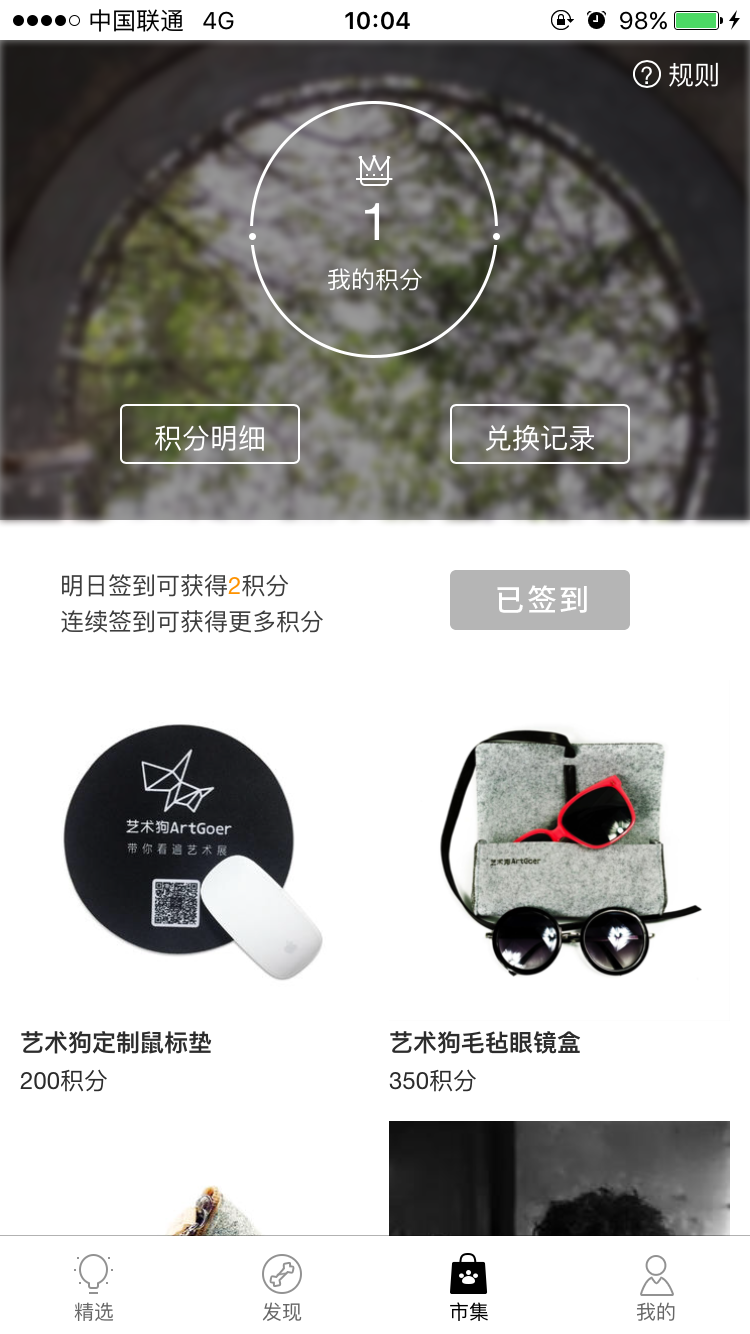 中国联通 4G 10:04 98%
规则
1
我的积分
积分明细 兑换记录
明日签到可获得2积分
连续签到可获得更多积分
已签到
艺术狗ArtGoer
带你看遍艺术展
艺术狗ArtGoer
艺术狗定制鼠标垫
200积分
艺术狗毛毡眼镜盒
350积分
精选 发现 市集 我的